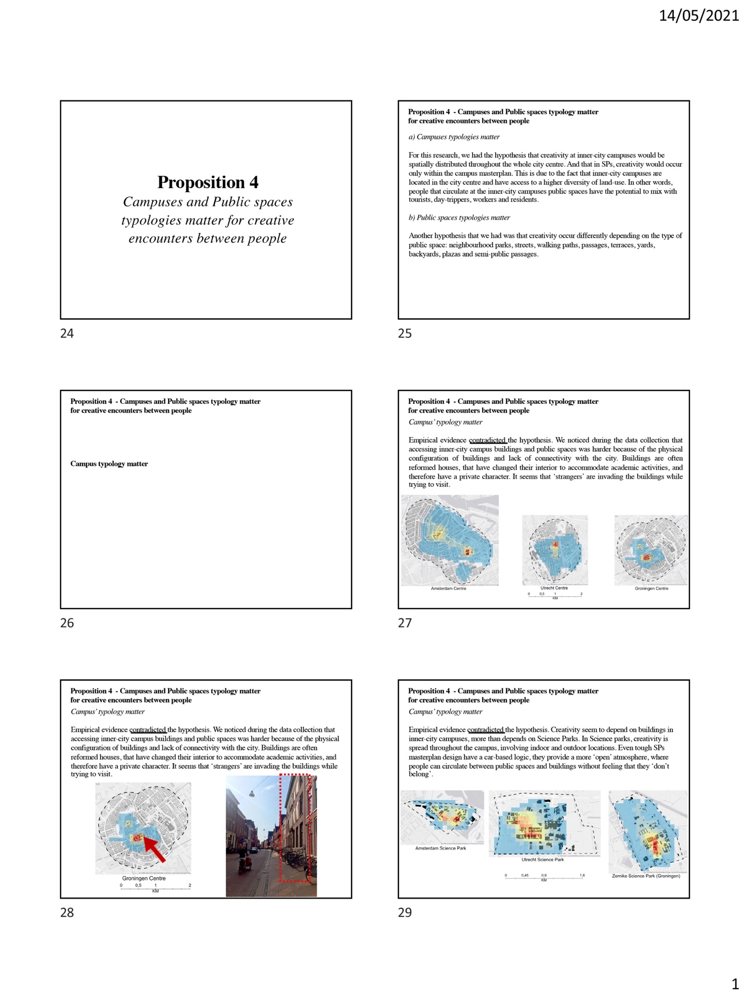 14/05/2021
Proposition 4
Campuses and Public spaces
typologies matter for creative
encounters between people
24
Proposition 4 - Campuses and Public spaces typology matter
for creative encounters between people
a) Campuses typologies matter
For this research, we had the hypothesis that creativity at inner-city campuses would be
spatially distributed throughout the whole city centre. And that in SPs, creativity would occur
only within the campus masterplan. This is due to the fact that inner-city campuses are
located in the city centre and have access to a higher diversity of land-use. In other words,
people that circulate at the inner-city campuses public spaces have the potential to mix with
tourists, day-trippers, workers and residents.
b) Public spaces typologies matter
Another hypothesis that we had was that creativity occur differently depending on the type of
public space: neighbourhood parks, streets, walking paths, passages, terraces, yards,
backyards, plazas and semi-public passages.
25
Proposition 4 - Campuses and Public spaces typology matter
for creative encounters between people
Campus typology matter
26
Proposition 4 - Campuses and Public spaces typology matter
for creative encounters between people
Campus' typology matter
Empirical evidence contradicted the hypothesis. We noticed during the data collection that
accessing inner-city campus buildings and public spaces was harder because of the physical
configuration of buildings and lack of connectivity with the city. Buildings are often
reformed houses, that have changed their interior to accommodate academic activities, and
therefore have a private character. It seems that ‘strangers’ are invading the buildings while
trying to visit.
Amsterdam Centre
Utrecht Centre
Groningen Centre
0 0,5 1 2
KM
27
Proposition 4 - Campuses and Public spaces typology matter
for creative encounters between people
Campus' typology matter
Empirical evidence contradicted the hypothesis. We noticed during the data collection that
accessing inner-city campus buildings and public spaces was harder because of the physical
configuration of buildings and lack of connectivity with the city. Buildings are often
reformed houses, that have changed their interior to accommodate academic activities, and
therefore have a private character. It seems that ‘strangers’ are invading the buildings while
trying to visit.
Groningen Centre
0 0,5 1 2
KM
28
Proposition 4 - Campuses and Public spaces typology matter
for creative encounters between people
Campus' typology matter
Empirical evidence contradicted the hypothesis. Creativity seem to depend on buildings in
inner-city campuses, more than depends on Science Parks. In Science parks, creativity is
spread throughout the campus, involving indoor and outdoor locations. Even tough SPs
masterplan design have a car-based logic, they provide a more ‘open’ atmosphere, where
people can circulate between public spaces and buildings without feeling that they ‘don’t
belong’.
Amsterdam Science Park
Utrecht Science Park
Zernike Science Park (Groningen)
0 0,45 0,9 1,8
KM
29
1